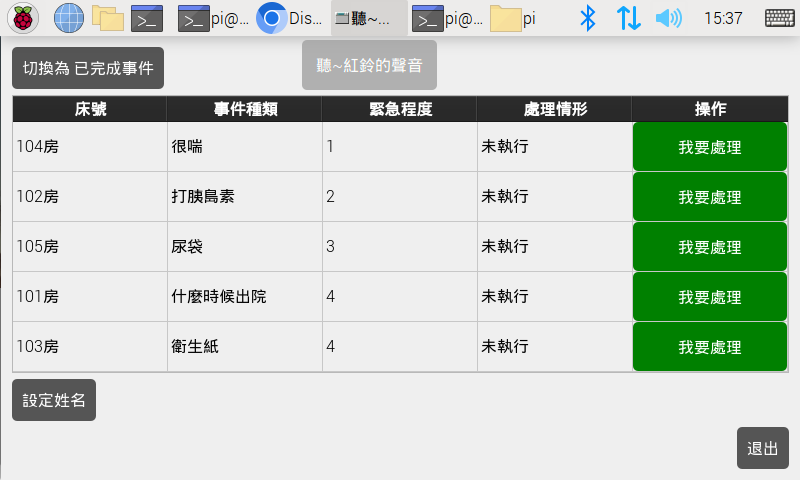 >_ >_ pi@... Dis... 聽~... >_ pi@... pi 15:37
切換為 已完成事件 聽~紅鈴的聲音
床號 事件種類 緊急程度 處理情形 操作
104房 很喘 1 未執行 我要處理
102房 打胰鳥素 2 未執行 我要處理
105房 尿袋 3 未執行 我要處理
101房 什麼時候出院 4 未執行 我要處理
103房 衛生紙 4 未執行 我要處理
設定姓名
退出